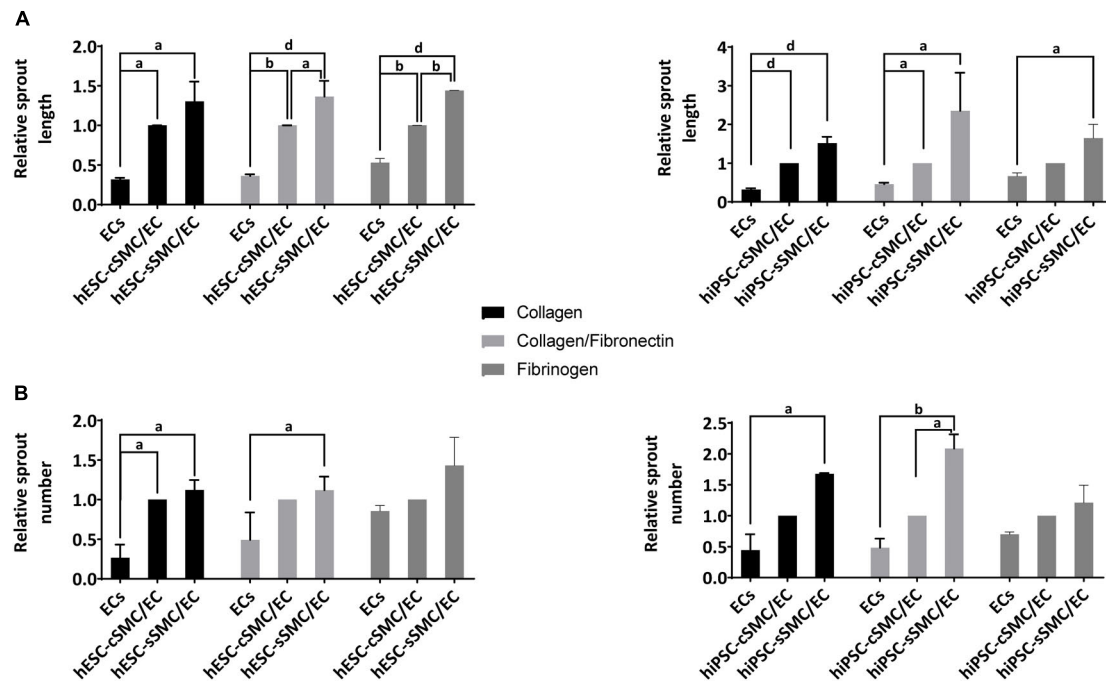 A
Relative sprout
length
2.0
1.5
1.0
0.5
0.0
a
a
d
b
a
d
b
b
ECs
hESC-cSMC/EC
hESC-sSMC/EC
ECs
hESC-cSMC/EC
hESC-sSMC/EC
ECs
hESC-cSMC/EC
hESC-sSMC/EC
Relative sprout
length
4
3
2
1
0
d
d
a
a
a
ECs
hiPSC-cSMC/EC
hiPSC-sSMC/EC
ECs
hiPSC-cSMC/EC
hiPSC-sSMC/EC
ECs
hiPSC-cSMC/EC
hiPSC-sSMC/EC
Collagen
Collagen/Fibronectin
Fibrinogen
B
Relative sprout
number
2.0
1.5
1.0
0.5
0.0
a
a
a
ECs
hESC-cSMC/EC
hESC-sSMC/EC
ECs
hESC-cSMC/EC
hESC-sSMC/EC
ECs
hESC-cSMC/EC
hESC-sSMC/EC
Relative sprout
number
2.5
2.0
1.5
1.0
0.5
0.0
a
b
a
ECs
hiPSC-cSMC/EC
hiPSC-sSMC/EC
ECs
hiPSC-cSMC/EC
hiPSC-sSMC/EC
ECs
hiPSC-cSMC/EC
hiPSC-sSMC/EC